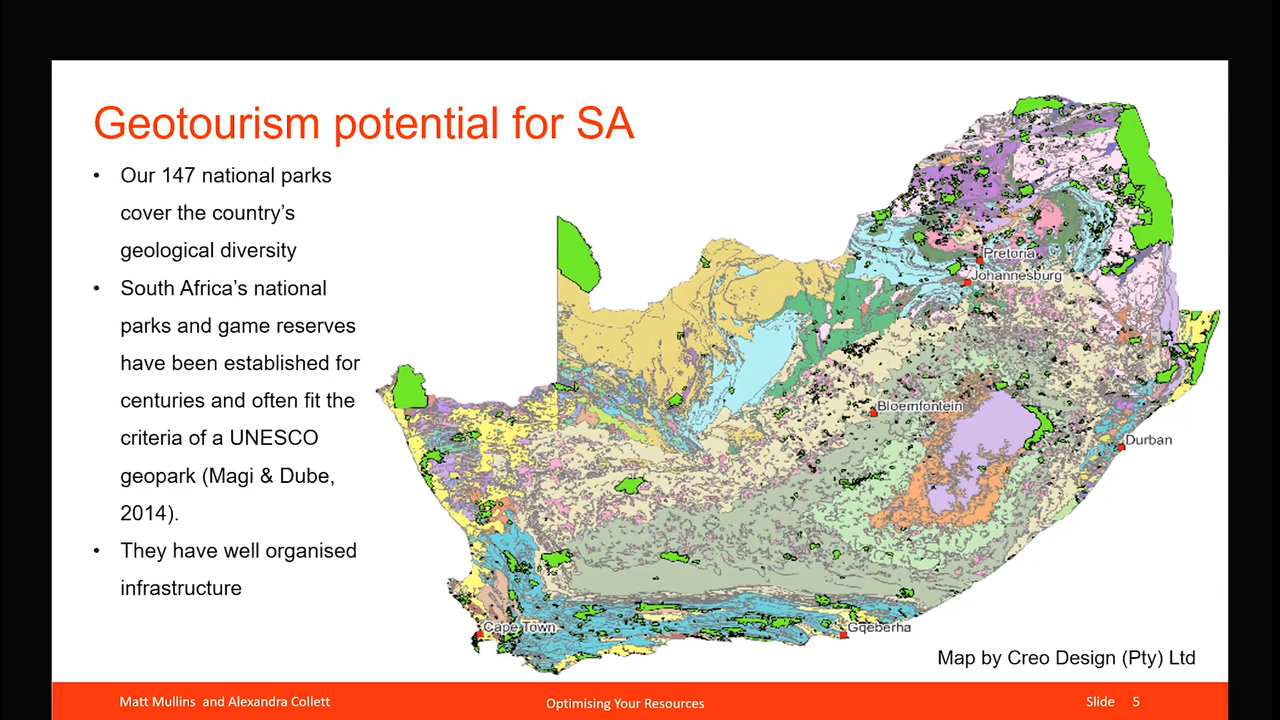 Geotourism potential for SA
• Our 147 national parks
cover the country's
geological diversity
• South Africa's national
parks and game reserves
have been established for
centuries and often fit the
criteria of a UNESCO
geopark (Magi & Dube,
2014).
• They have well organised
infrastructure
Pretoria
Johannesburg
Bloemfontein
Durban
Cape Town
Gqeberha
Map by Creo Design (Pty) Ltd
Matt Mullins and Alexandra Collett
Optimising Your Resources
Slide 5